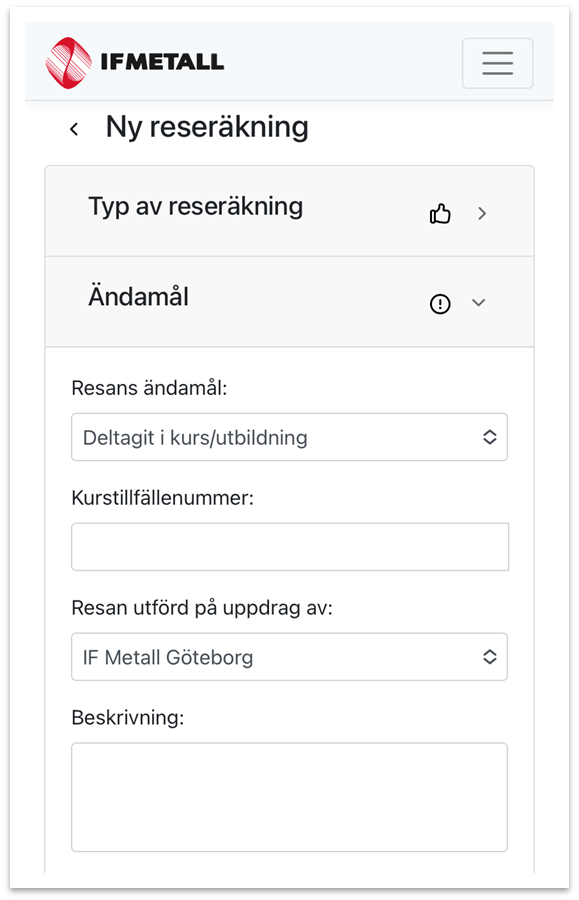 IFMETALL
Ny reseräkning
Typ av reseräkning
Ändamål
Resans ändamål:
Deltagit i kurs/utbildning
Kurstillfällenummer:
Resan utförd på uppdrag av:
IF Metall Göteborg
Beskrivning: